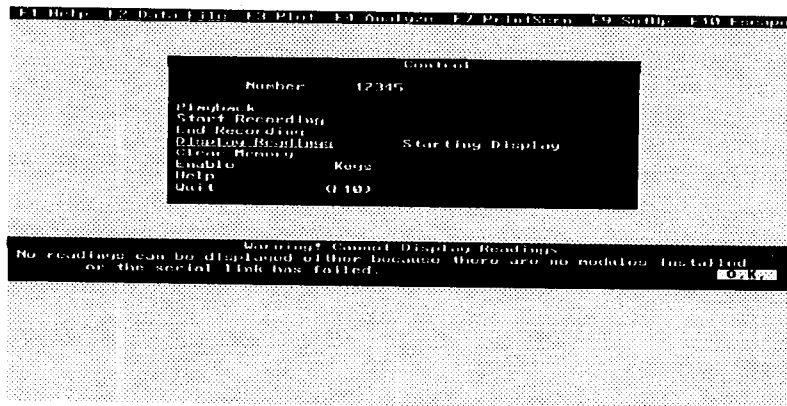 F1 Help F2 Data File F3 Plot F4 Analyze F7 PrintScrn F9 SetUp F10 Escape
Control
Number 12345
Playback
Start Recording
End Recording
Display Readings Starting Display
Clear Memory
Enable Keys
Help
Quit (F10)
Warning! Cannot Display Readings
No readings can be displayed either because there are no modules installed
or the serial link has failed.
O.K.